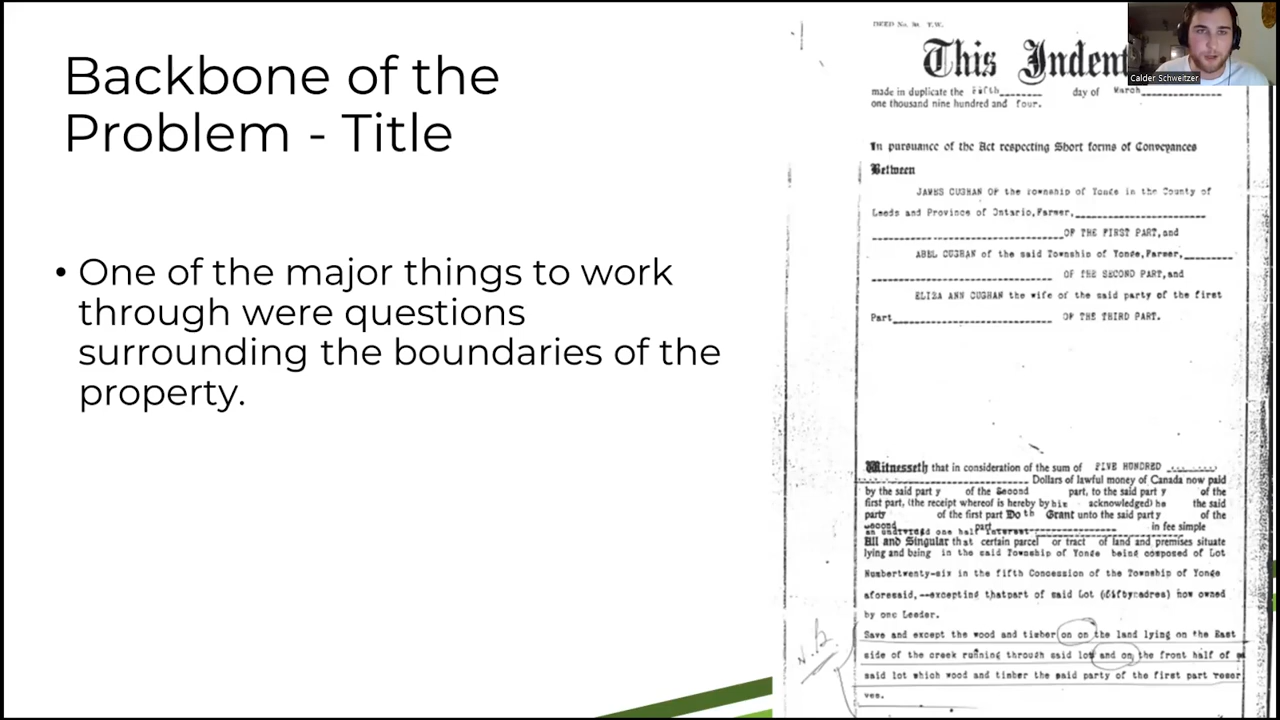 Backbone of the
Problem - Title
• One of the major things to work
through were questions
surrounding the boundaries of the
property.
DEED No. 30. T.W.
This Indent
made in duplicate the Fifth day of March
one thousand nine hundred and four.
In pursuance of the Act respecting Short forms of Conveyances
Between
JAMES CUGHAN OF the Township of Yonge in the County of
Leeds and Province of Ontario, Farmer,
OF THE FIRST PART, and
ABEL CUGHAN of the said Township of Yonge, Farmer,
OF THE SECOND PART, and
ELIZA ANN CUGHAN the wife of the said party of the first
Part OF THE THIRD PART.
Witnesseth that in consideration of the sum of FIVE HUNDRED
Dollars of lawful money of Canada now paid
by the said part y of the Second part, to the said part y of the
first part, (the receipt whereof is hereby by him acknowledged) he the said
party of the first part Do th Grant unto the said party of the
Second part in fee simple
an undivided one half interest
All and Singular that certain parcel or tract of land and premises situate
lying and being in the said Township of Yonge being composed of Lot
Numbertwenty-six in the fifth Concession of the Township of Yonge
aforesaid,--excepting thatpart of said Lot now owned
by one Leeder.
Save and except the wood and timber on on the land lying on the East
side of the creek running through said lot and on the front half of
said lot which wood and timber the said party of the first part reser
ves.
N.B
Calder Schweitzer